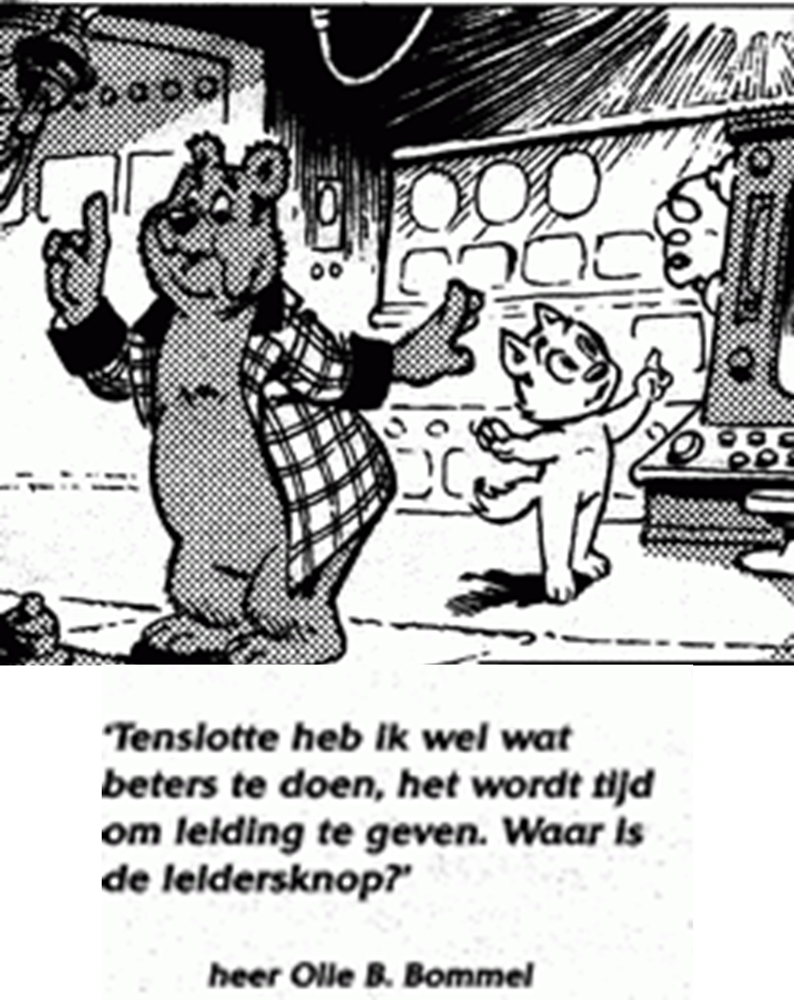 ‘Tenslotte heb ik wel wat
beters te doen, het wordt tijd
om leiding te geven. Waar is
de leidersknop?’
heer Olie B. Bommel